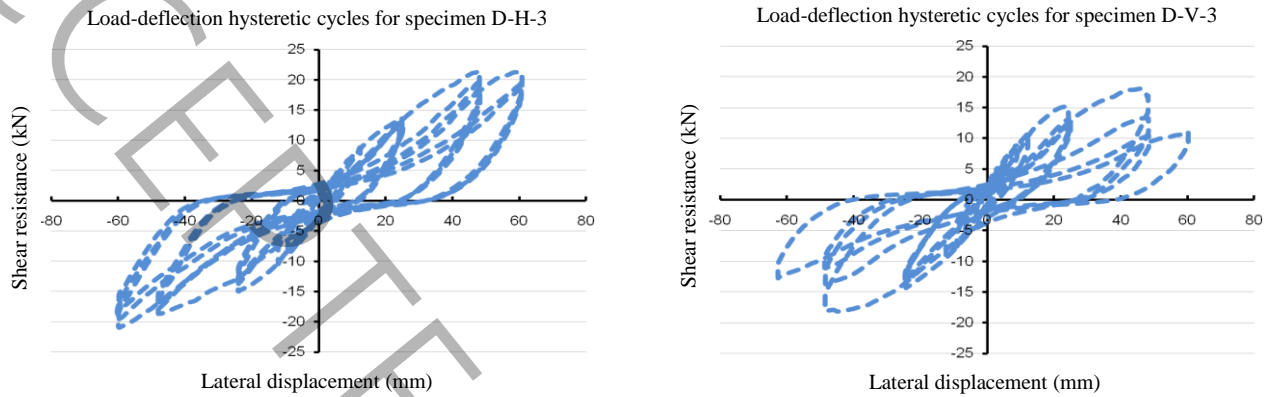 Load-deflection hysteretic cycles for specimen D-H-3
25
20
15
10
5
0
-5
-10
-15
-20
-25
-80 -60 -40 -20 0 20 40 60 80
Shear resistance (kN)
Lateral displacement (mm)
Load-deflection hysteretic cycles for specimen D-V-3
25
20
15
10
5
0
-5
-10
-15
-20
-25
-80 -60 -40 -20 0 20 40 60 80
Shear resistance (kN)
Lateral displacement (mm)